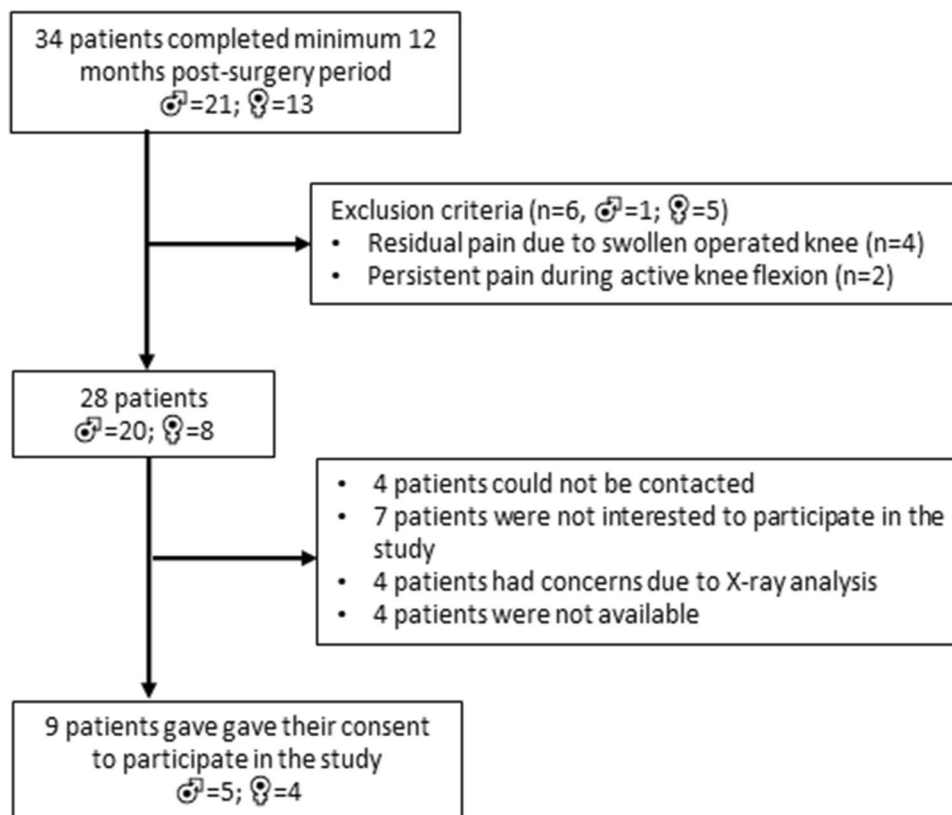 34 patients completed minimum 12
months post-surgery period
♂=21; ♀=13
Exclusion criteria (n=6, ♂=1; ♀=5)
• Residual pain due to swollen operated knee (n=4)
• Persistent pain during active knee flexion (n=2)
28 patients
♂=20; ♀=8
• 4 patients could not be contacted
• 7 patients were not interested to participate in the
study
• 4 patients had concerns due to X-ray analysis
• 4 patients were not available
9 patients gave gave their consent
to participate in the study
♂=5; ♀=4